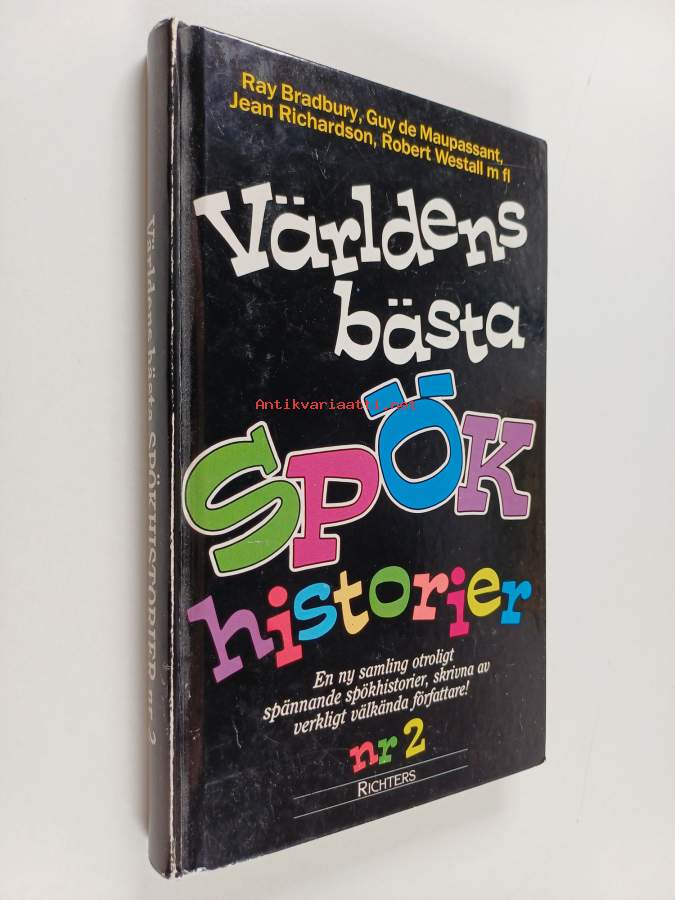 Ray Bradbury, Guy de Maupassant,
Jean Richardson, Robert Westall m fl
Världens
bästa
SPÖK
historier
En ny samling otroligt
spännande spökhistorier, skrivna av
verkligt välkända författare!
nr 2
RICHTERS
Världens bästa SPÖKHISTORIER nr 2
Antikvariaatti.net